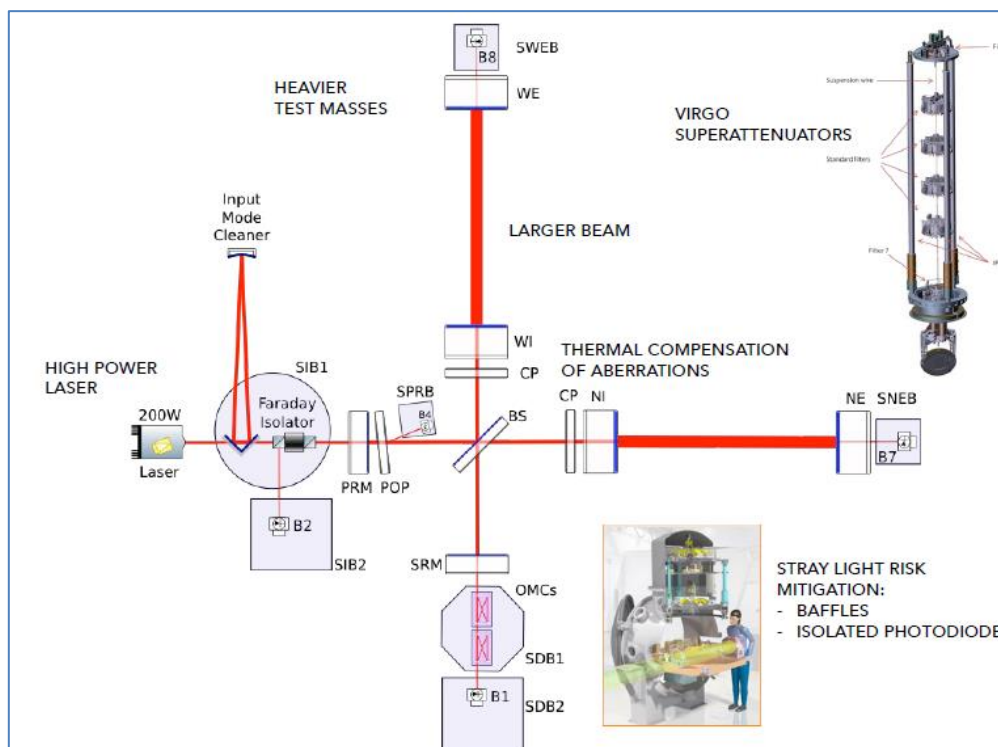 B8
SWEB
WE
HEAVIER
TEST MASSES
Suspension wire
VIRGO
SUPERATTENUATORS
Standard filters
Filter 7
Input
Mode
Cleaner
LARGER BEAM
WI
CP
THERMAL COMPENSATION
OF ABERRATIONS
HIGH POWER
LASER
SIB1
200W
Laser
Faraday
Isolator
SPRB
B4
BS
CP
NI
NE
SNEB
B7
PRM
POP
B2
SIB2
SRM
OMCs
SDB1
B1
SDB2
STRAY LIGHT RISK
MITIGATION:
- BAFFLES
- ISOLATED PHOTODIODE